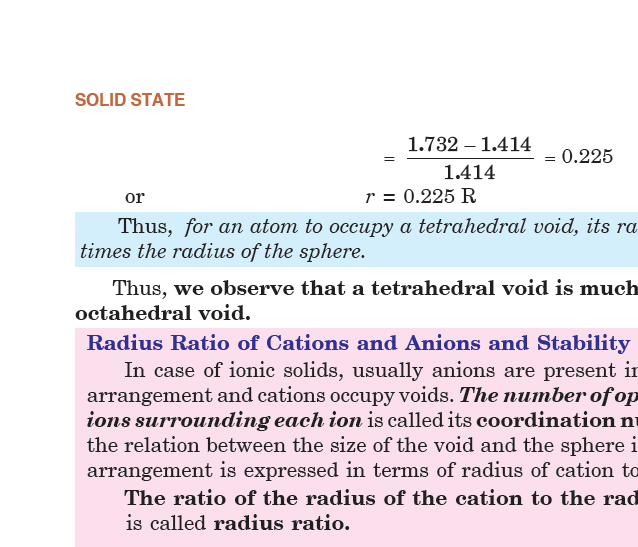 SOLID STATE
= 1.732 – 1.414 / 1.414 = 0.225
or r = 0.225 R
Thus, for an atom to occupy a tetrahedral void, its ra
times the radius of the sphere.
Thus, we observe that a tetrahedral void is much
octahedral void.
Radius Ratio of Cations and Anions and Stability
In case of ionic solids, usually anions are present in
arrangement and cations occupy voids. The number of op
ions surrounding each ion is called its coordination nu
the relation between the size of the void and the sphere i
arrangement is expressed in terms of radius of cation to
The ratio of the radius of the cation to the rad
is called radius ratio.